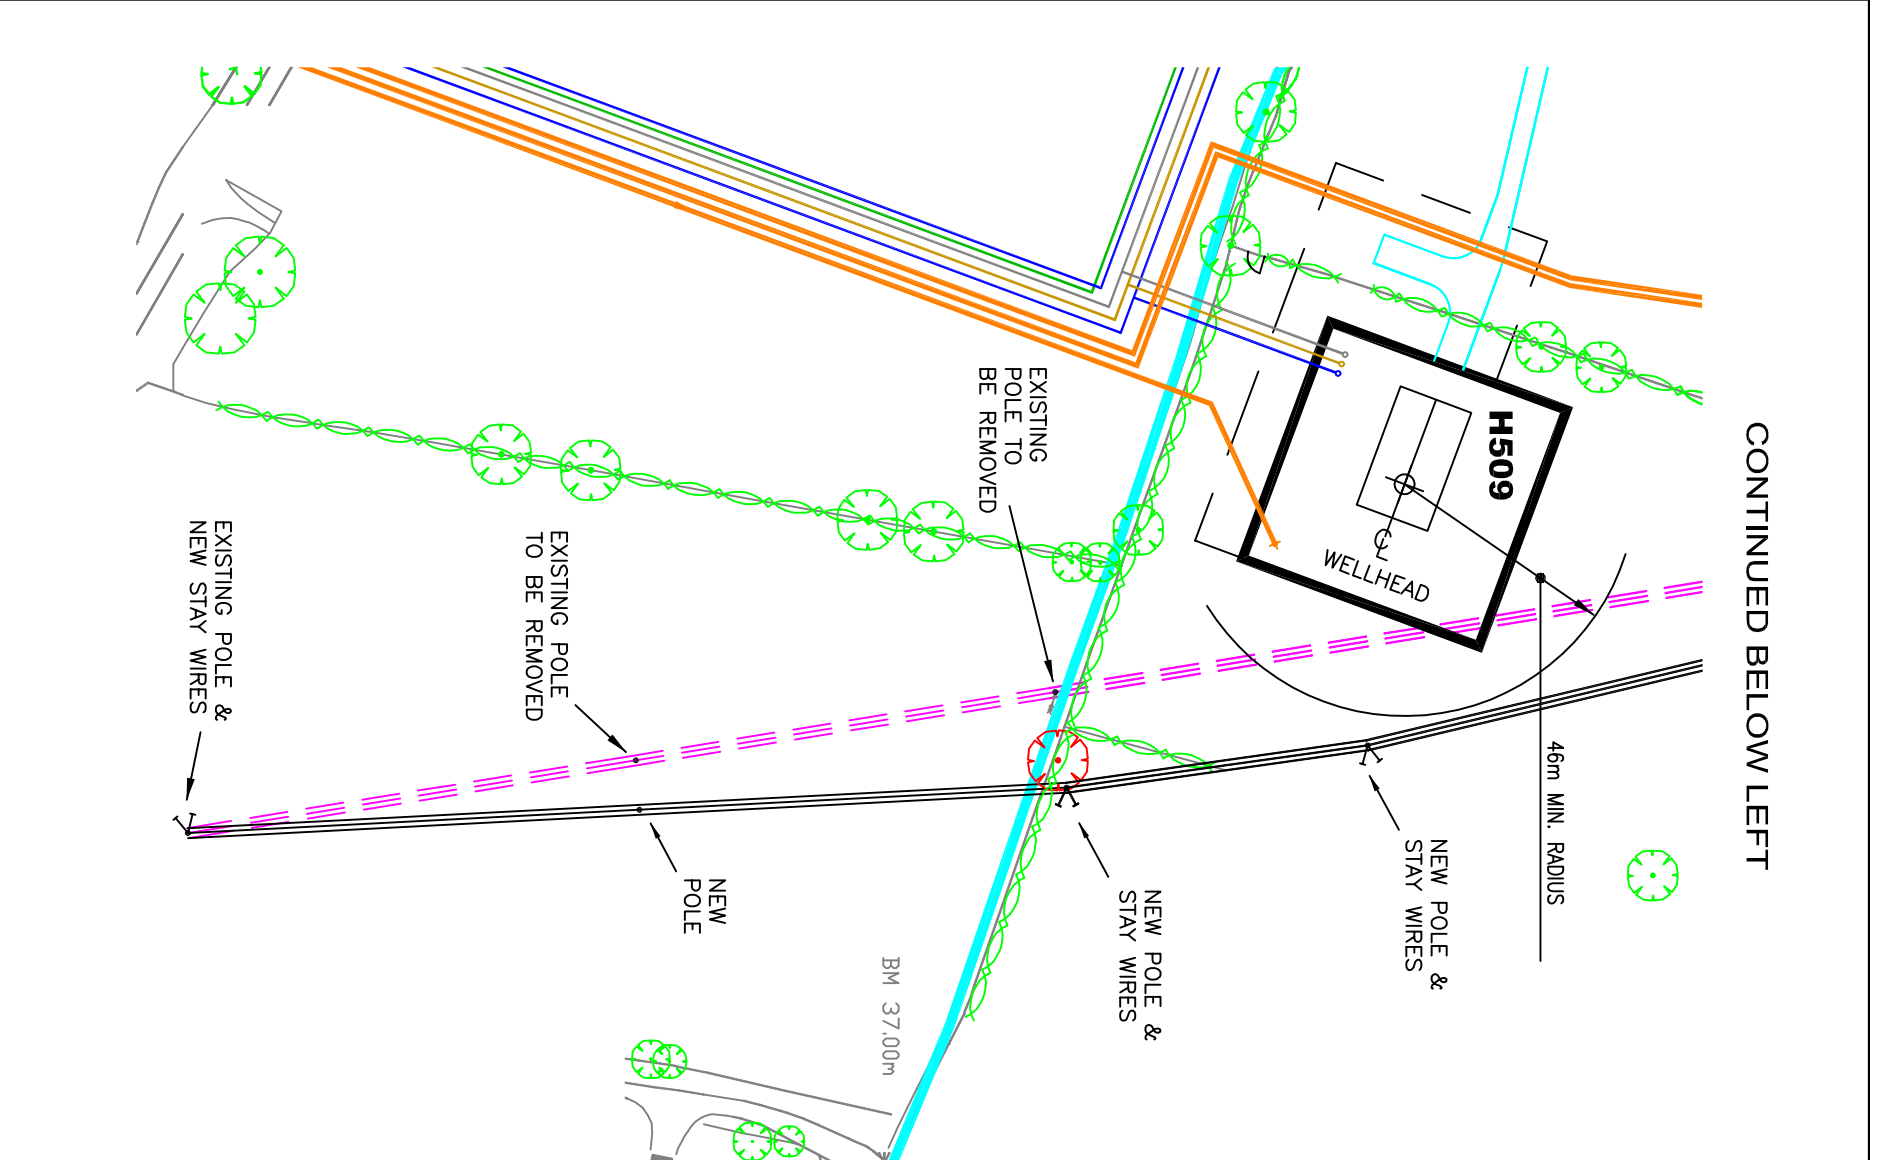 CONTINUED BELOW LEFT
H509
℄
WELLHEAD
46m MIN. RADIUS
NEW POLE &
STAY WIRES
NEW POLE &
STAY WIRES
EXISTING
POLE TO
BE REMOVED
NEW
POLE
EXISTING POLE
TO BE REMOVED
EXISTING POLE &
NEW STAY WIRES
BM 37.00m